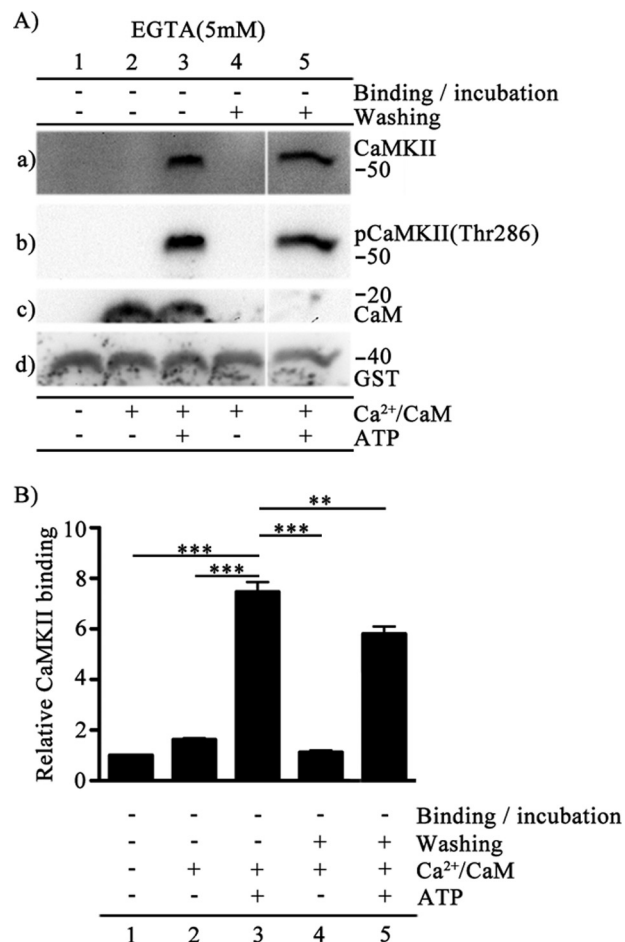 A)
EGTA(5mM)
1 2 3 4 5
- - - - - Binding / incubation
- - - + + Washing
a) CaMKII
-50
b) pCaMKII(Thr286)
-50
c) -20
CaM
d) -40
GST
- + + + + Ca²⁺/CaM
- - + - + ATP
B)
*** *** *** **
Relative CaMKII binding
10
8
6
4
2
0
- - - - - Binding / incubation
- - - + + Washing
- + + + + Ca²⁺/CaM
- - + - + ATP
1 2 3 4 5